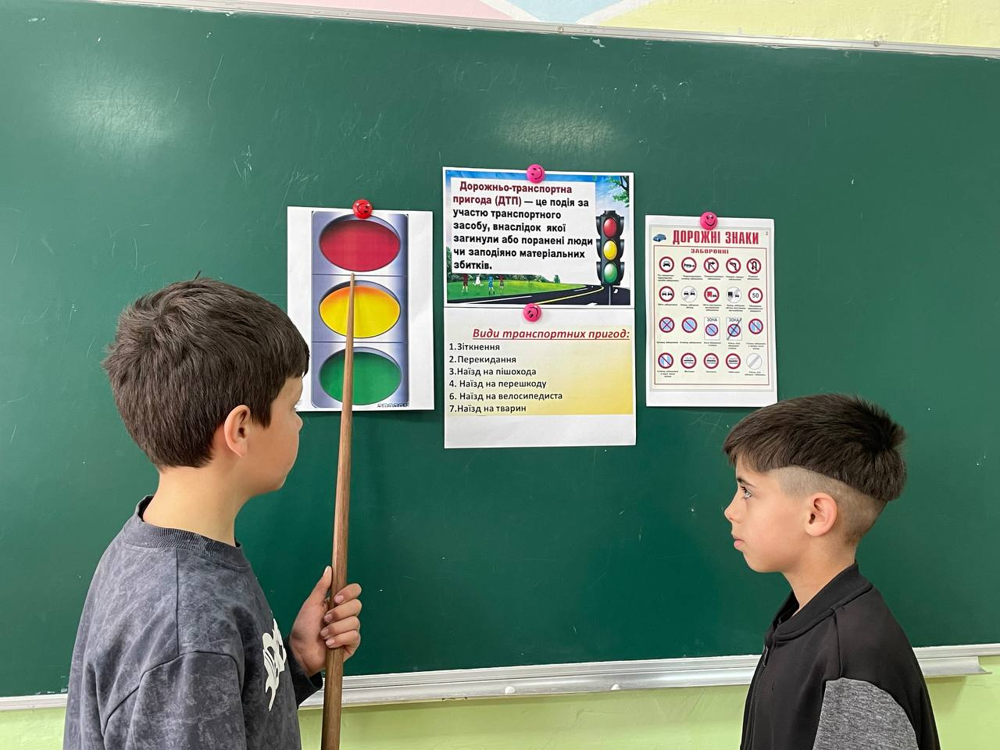 Дорожньо-транспортна
пригода (ДТП) — це подія за
участю транспортного
засобу, внаслідок якої
загинули або поранені люди
чи заподіяно матеріальних
збитків.
Види транспортних пригод:
1.Зіткнення
2.Перекидання
3.Наїзд на пішохода
4. Наїзд на перешкоду
6. Наїзд на велосипедиста
7.Наїзд на тварин
ДОРОЖНІ ЗНАКИ
ЗАБОРОННІ
50
ЗОНА
ЗОНА